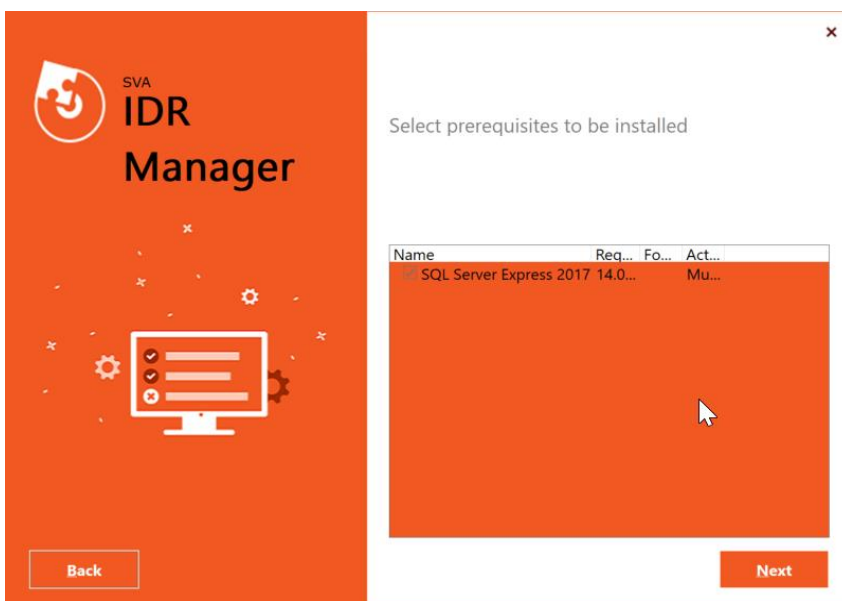 SVA
IDR
Manager
Select prerequisites to be installed
Name Req... Fo... Act...
SQL Server Express 2017 14.0... Mu...
Back
Next